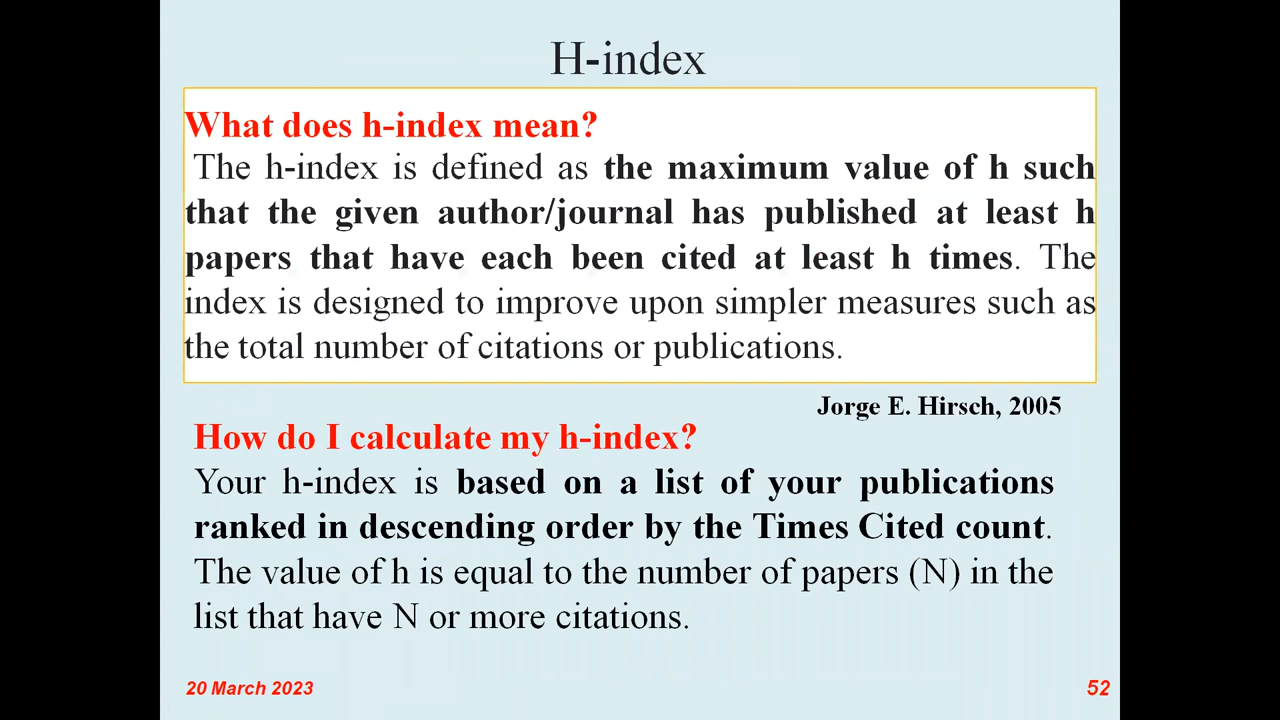 H-index
What does h-index mean?
The h-index is defined as the maximum value of h such
that the given author/journal has published at least h
papers that have each been cited at least h times. The
index is designed to improve upon simpler measures such as
the total number of citations or publications.
Jorge E. Hirsch, 2005
How do I calculate my h-index?
Your h-index is based on a list of your publications
ranked in descending order by the Times Cited count.
The value of h is equal to the number of papers (N) in the
list that have N or more citations.
20 March 2023
52